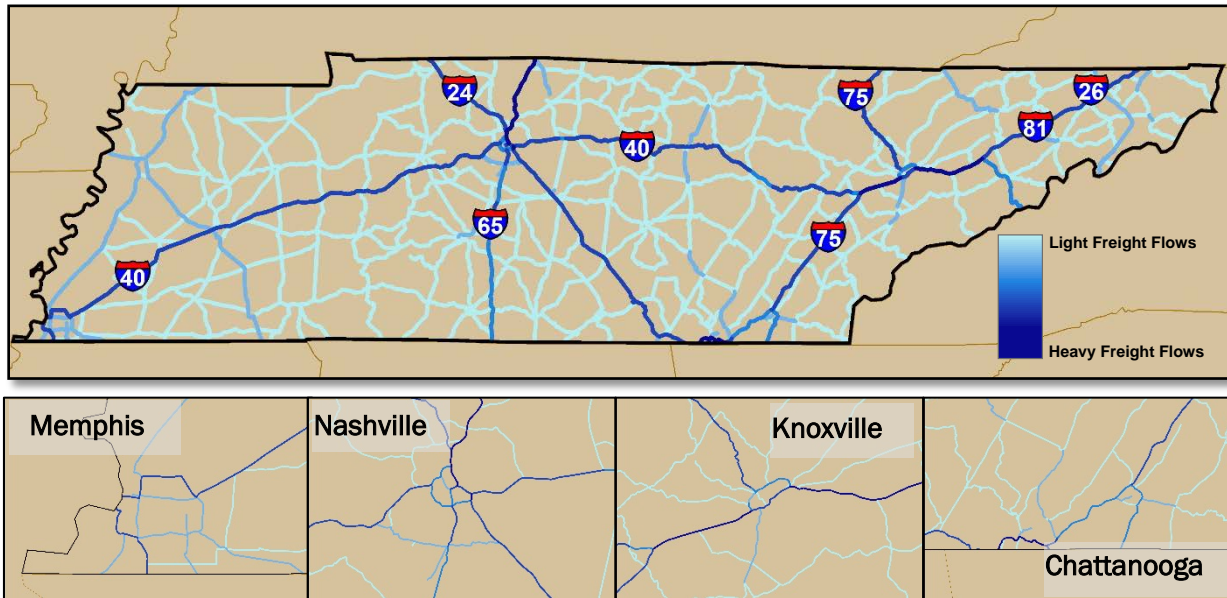 24
75
26
40
81
65
75
40
Light Freight Flows
Heavy Freight Flows
Memphis
Nashville
Knoxville
Chattanooga